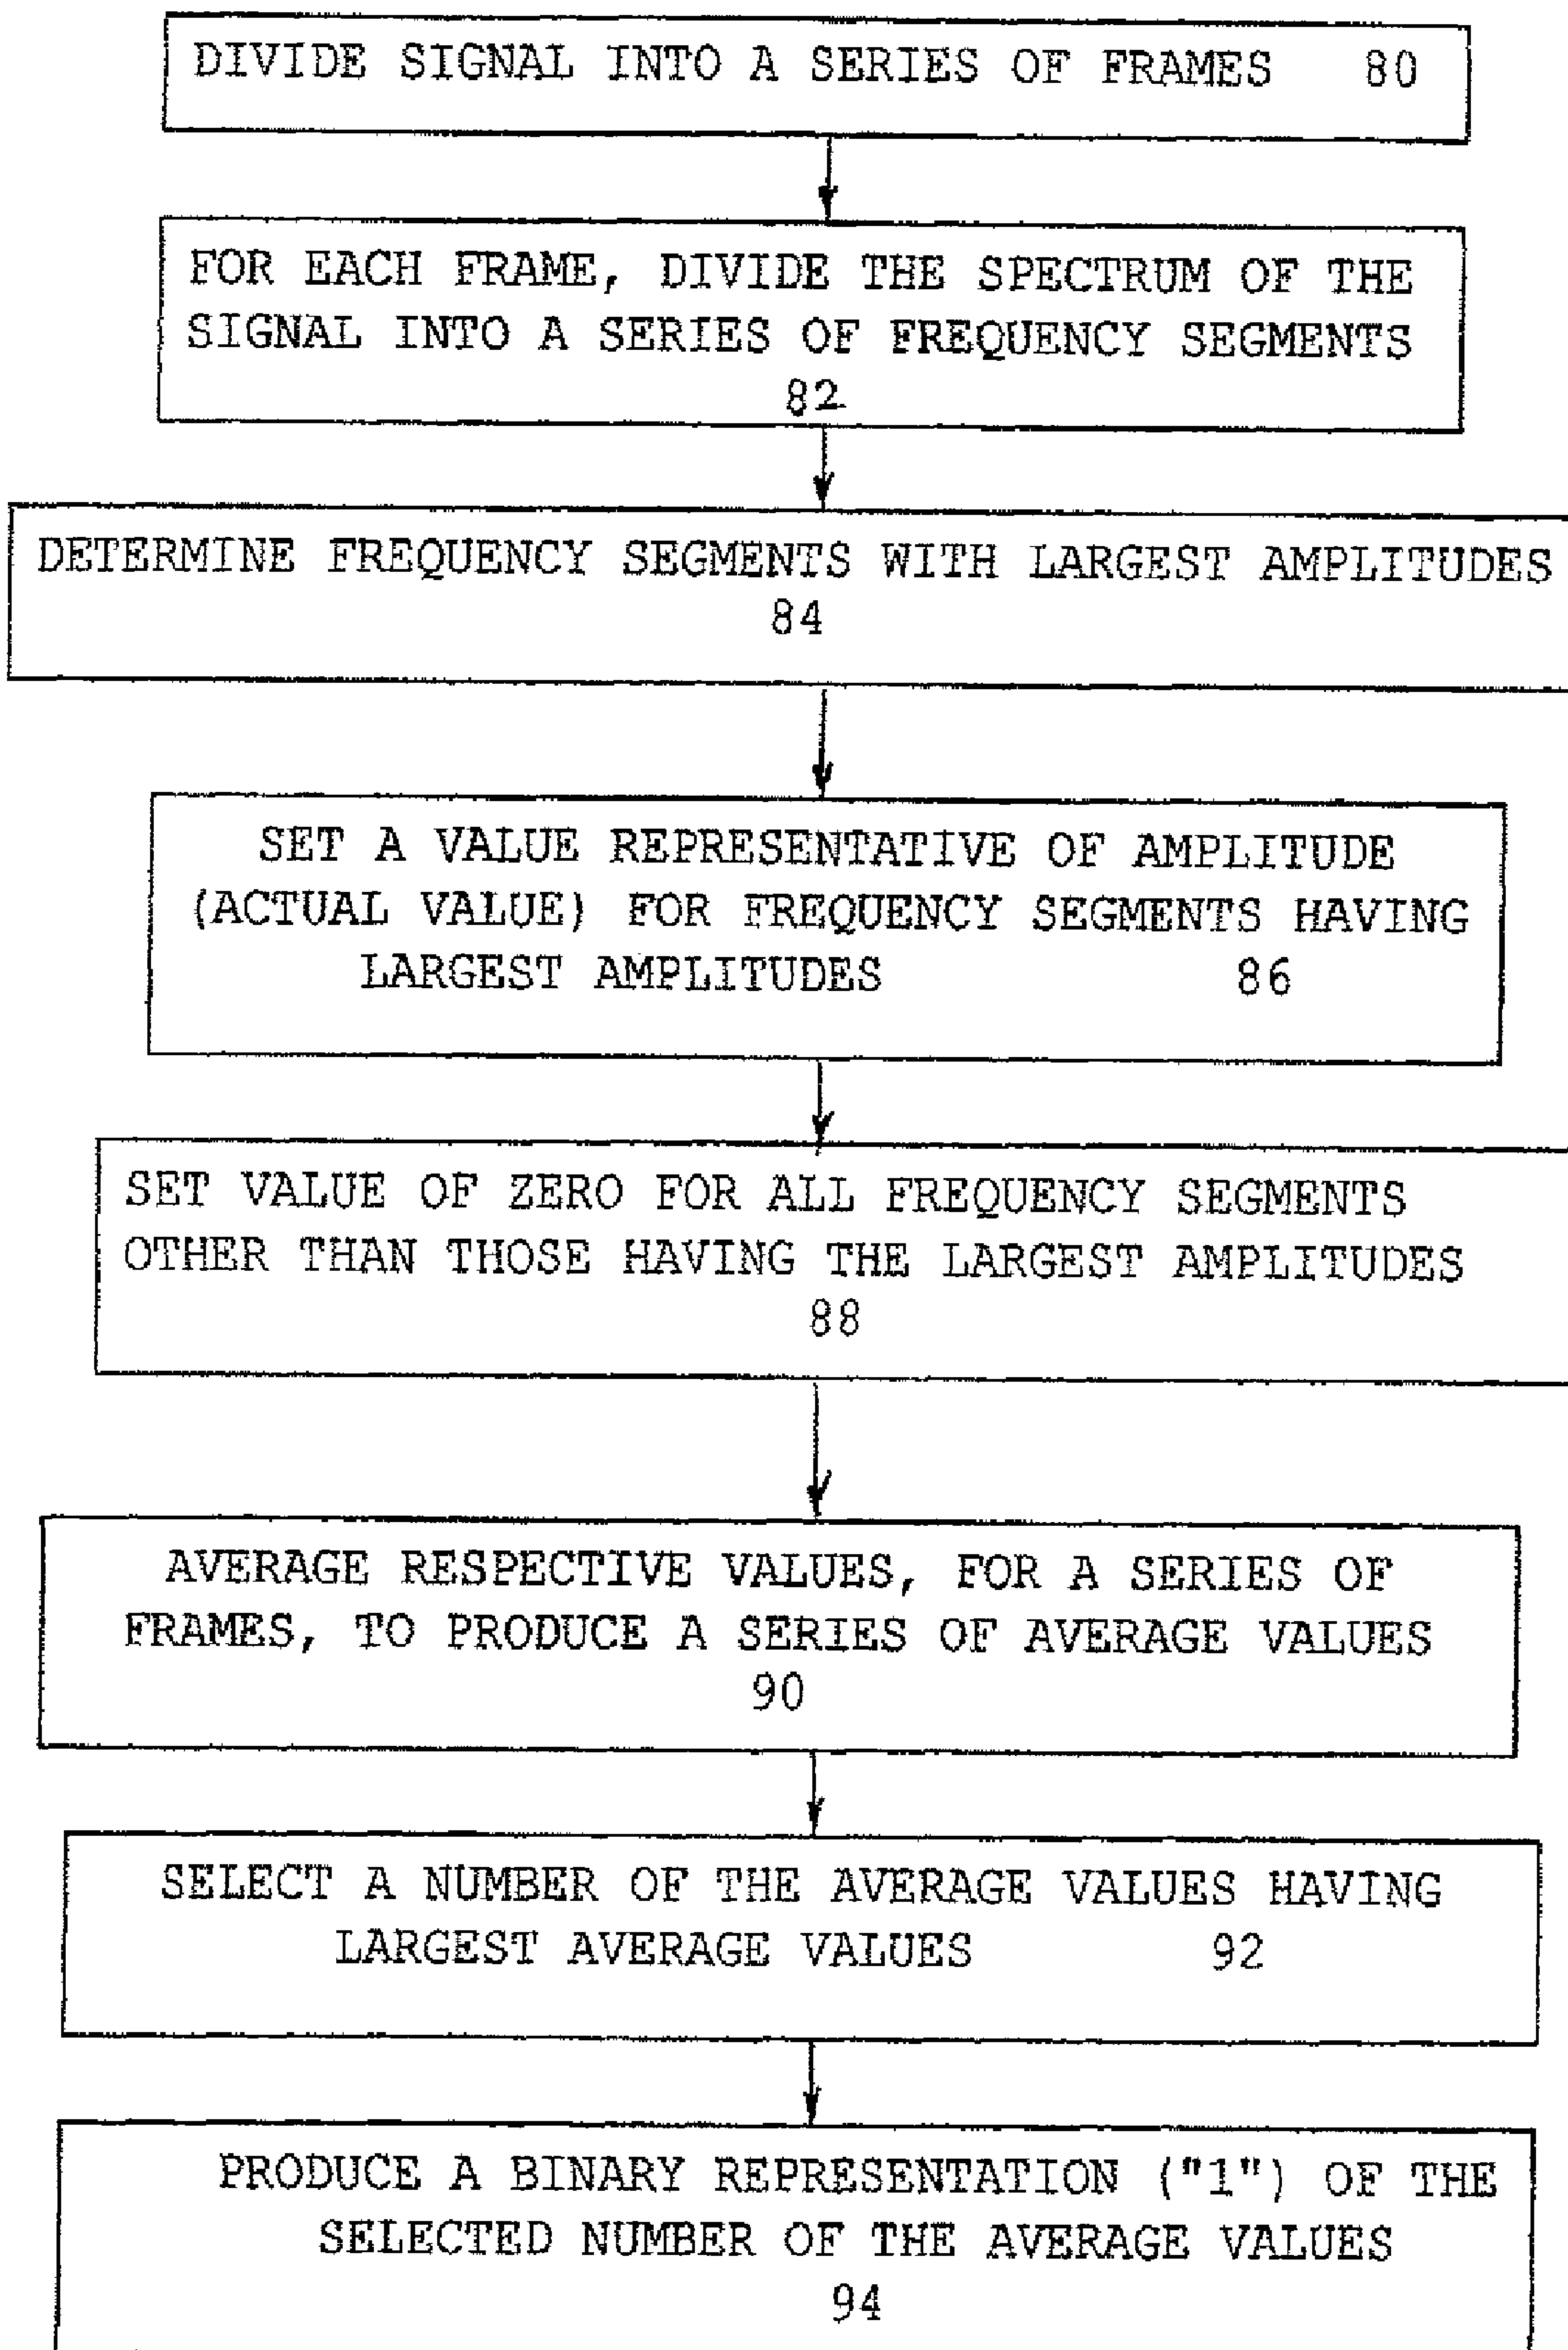 DIVIDE SIGNAL INTO A SERIES OF FRAMES 80
FOR EACH FRAME, DIVIDE THE SPECTRUM OF THE
SIGNAL INTO A SERIES OF FREQUENCY SEGMENTS
82
DETERMINE FREQUENCY SEGMENTS WITH LARGEST AMPLITUDES
84
SET A VALUE REPRESENTATIVE OF AMPLITUDE
(ACTUAL VALUE) FOR FREQUENCY SEGMENTS HAVING
LARGEST AMPLITUDES 86
SET VALUE OF ZERO FOR ALL FREQUENCY SEGMENTS
OTHER THAN THOSE HAVING THE LARGEST AMPLITUDES
88
AVERAGE RESPECTIVE VALUES, FOR A SERIES OF
FRAMES, TO PRODUCE A SERIES OF AVERAGE VALUES
90
SELECT A NUMBER OF THE AVERAGE VALUES HAVING
LARGEST AVERAGE VALUES 92
PRODUCE A BINARY REPRESENTATION ("1") OF THE
SELECTED NUMBER OF THE AVERAGE VALUES
94